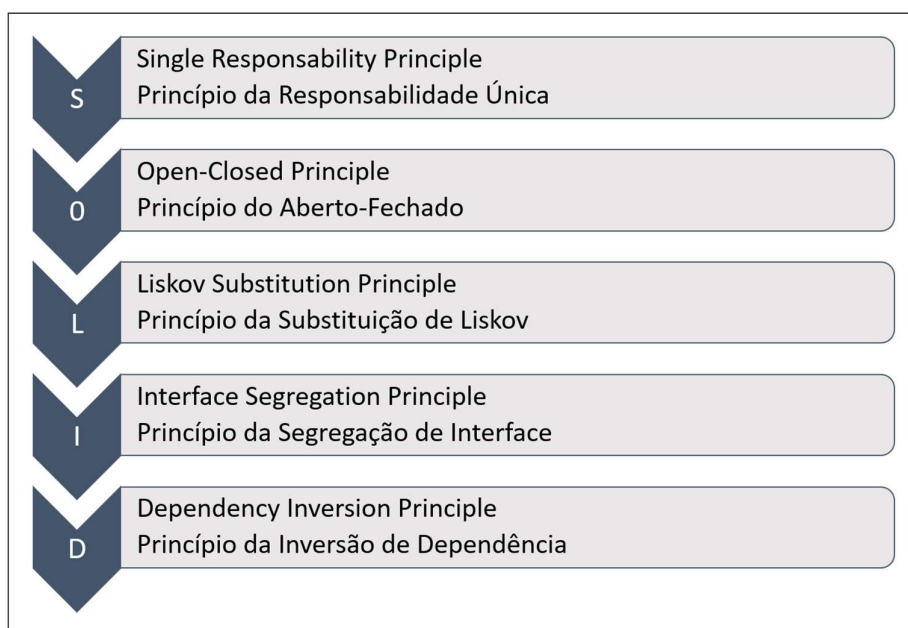 S
Single Responsability Principle
Princípio da Responsabilidade Única
0
Open-Closed Principle
Princípio do Aberto-Fechado
L
Liskov Substitution Principle
Princípio da Substituição de Liskov
I
Interface Segregation Principle
Princípio da Segregação de Interface
D
Dependency Inversion Principle
Princípio da Inversão de Dependência